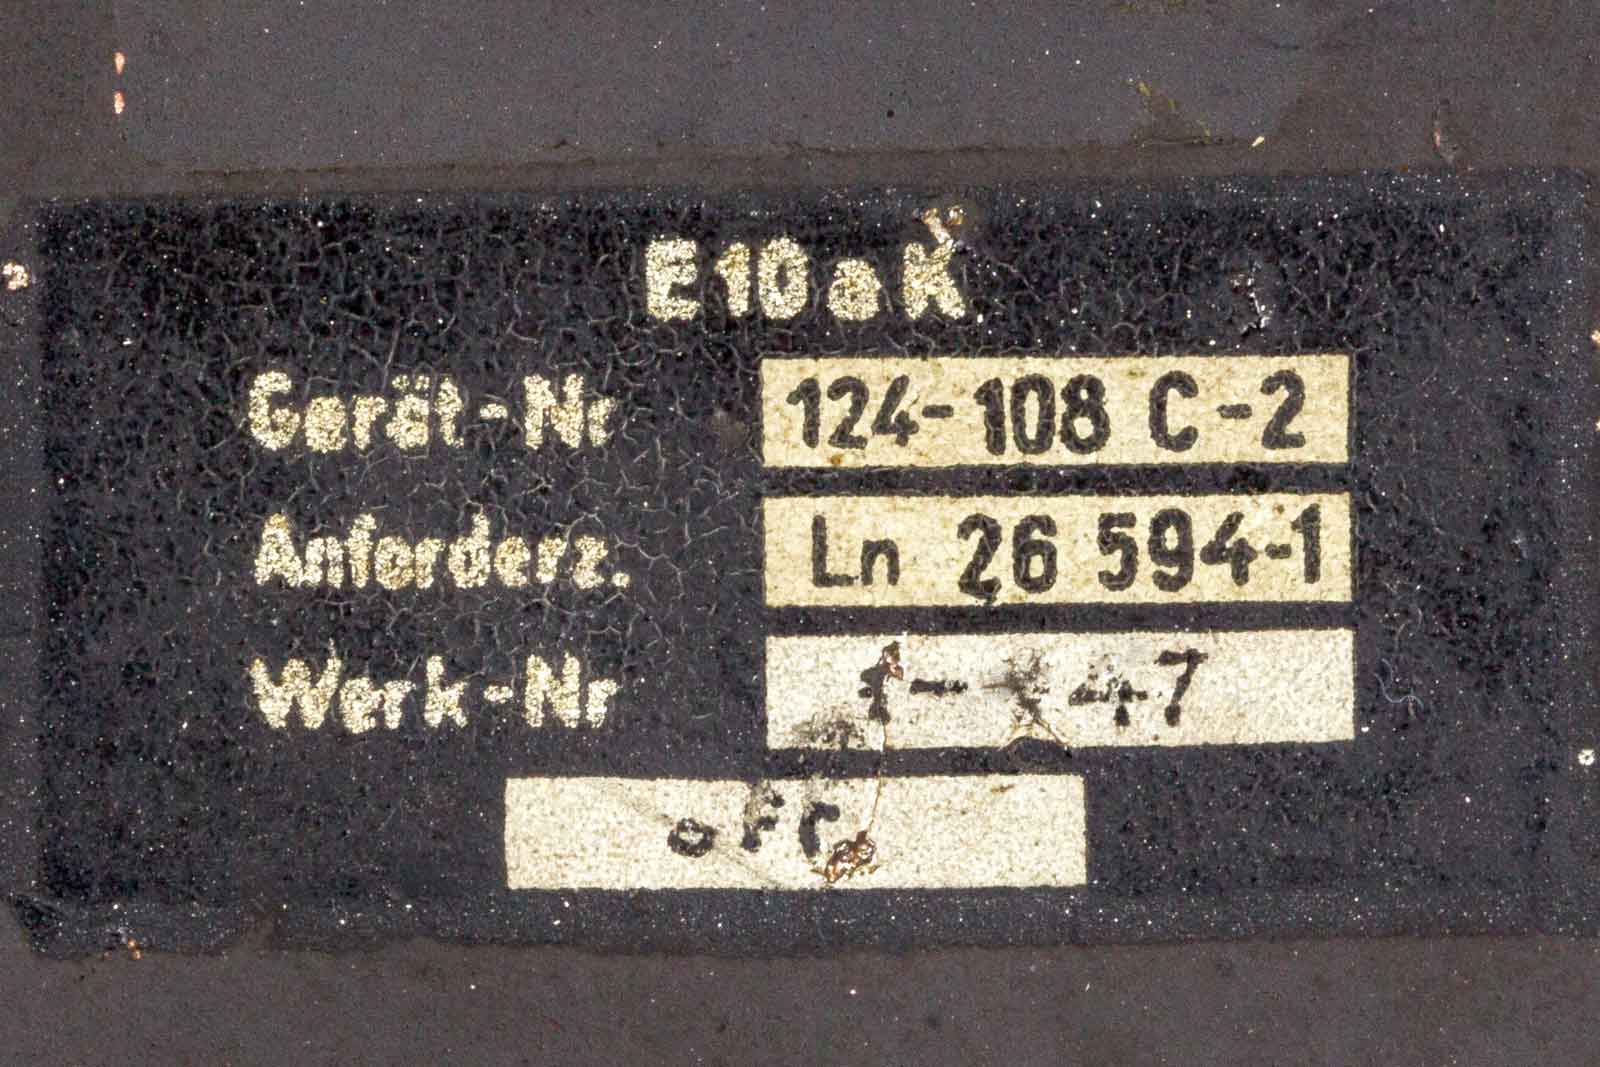 E10aK
Gerät-Nr 124-108 C-2
Anforderz. Ln 26 594-1
Werk-Nr